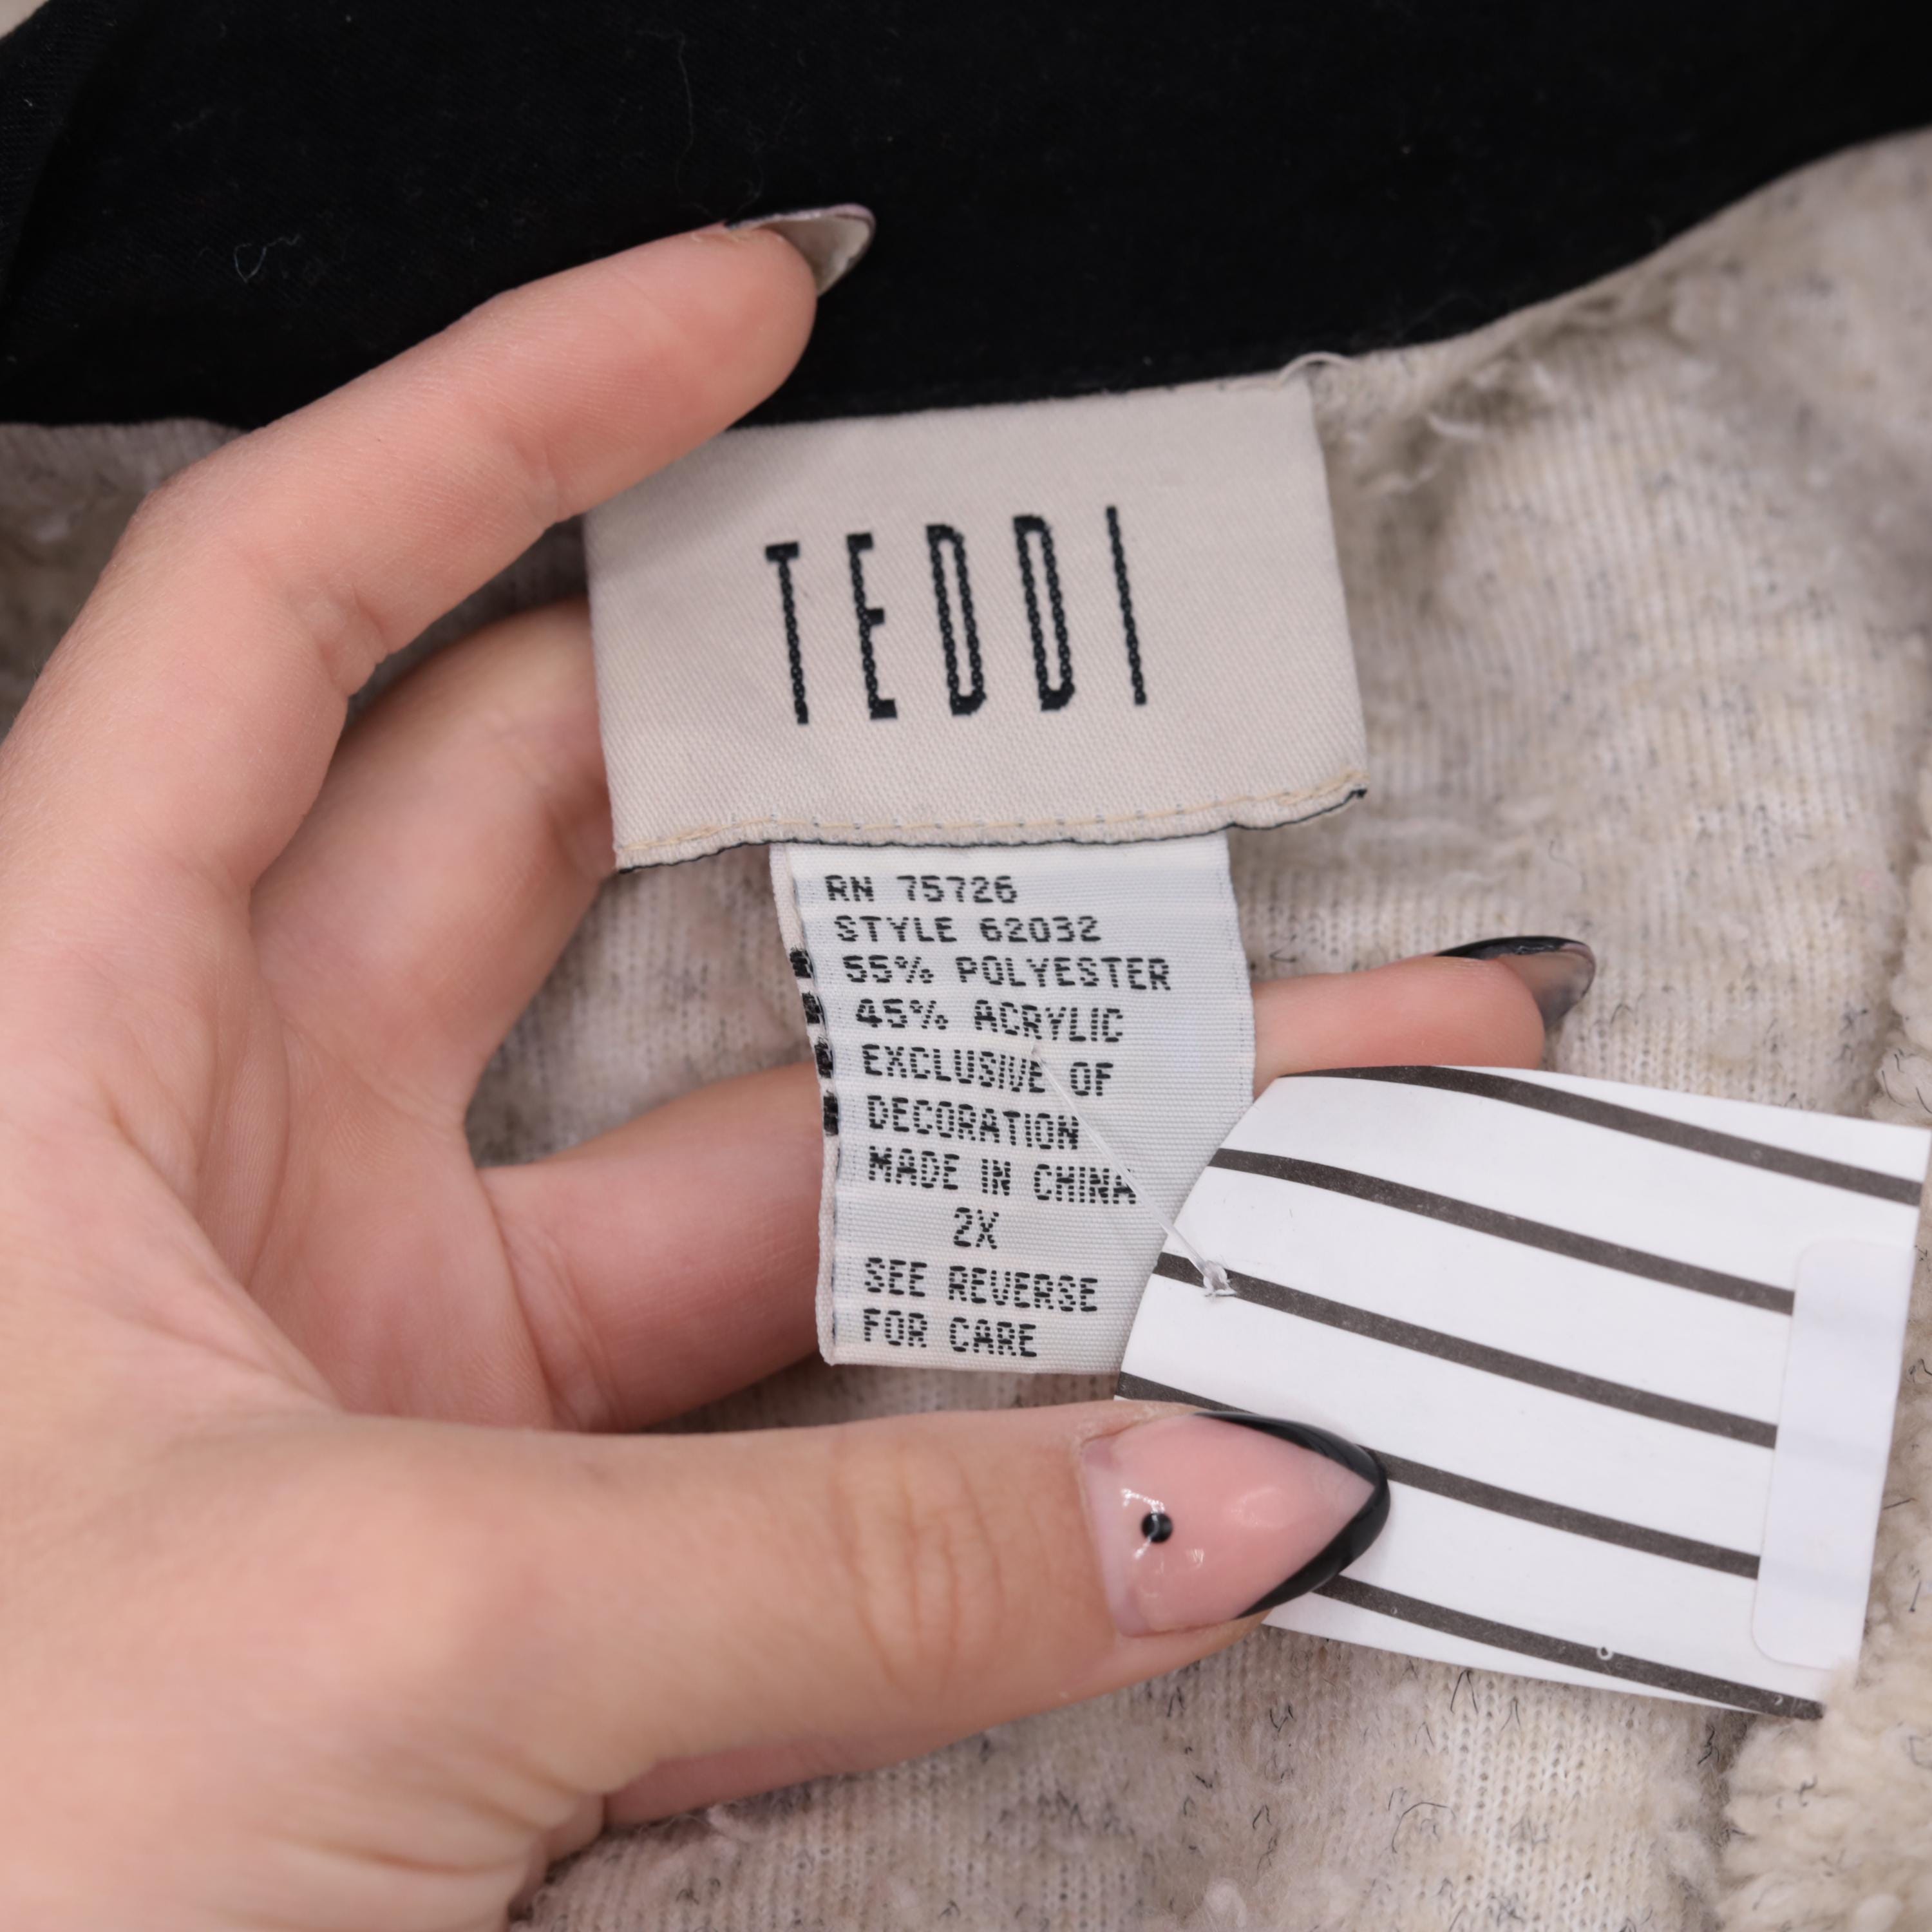 TEDDI
RN 75726
STYLE 62032
55% POLYESTER
45% ACRYLIC
EXCLUSIVE OF
DECORATION
MADE IN CHINA
2X
SEE REVERSE
FOR CARE